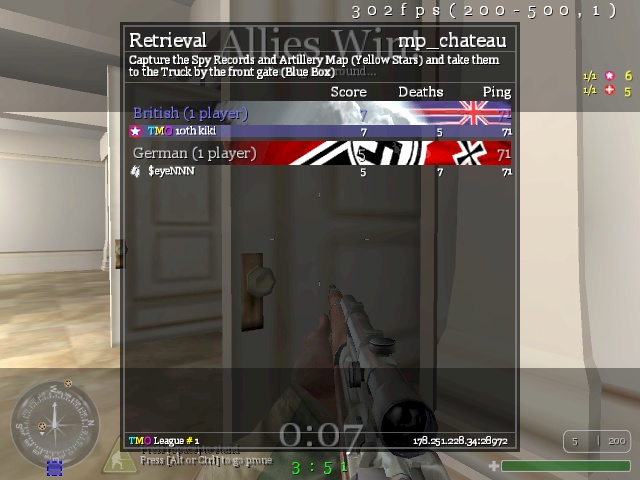 302fps(200-500,1)
Allies Win!
Retrieval mp_chateau
Capture the Spy Records and Artillery Map (Yellow Stars) and take them
to the Truck by the front gate (Blue Box)
round...
1/1 6
1/1 5
Score Deaths Ping
British (1 player) 7 71
TMO 10th kiki 7 5 71
German (1 player) 5 71
$eyeNNN 5 7 71
0:07
TMO League # 1 178.251.228.34:28972
Press [Alt or Ctrl] to go prone
3:51
5 | 200